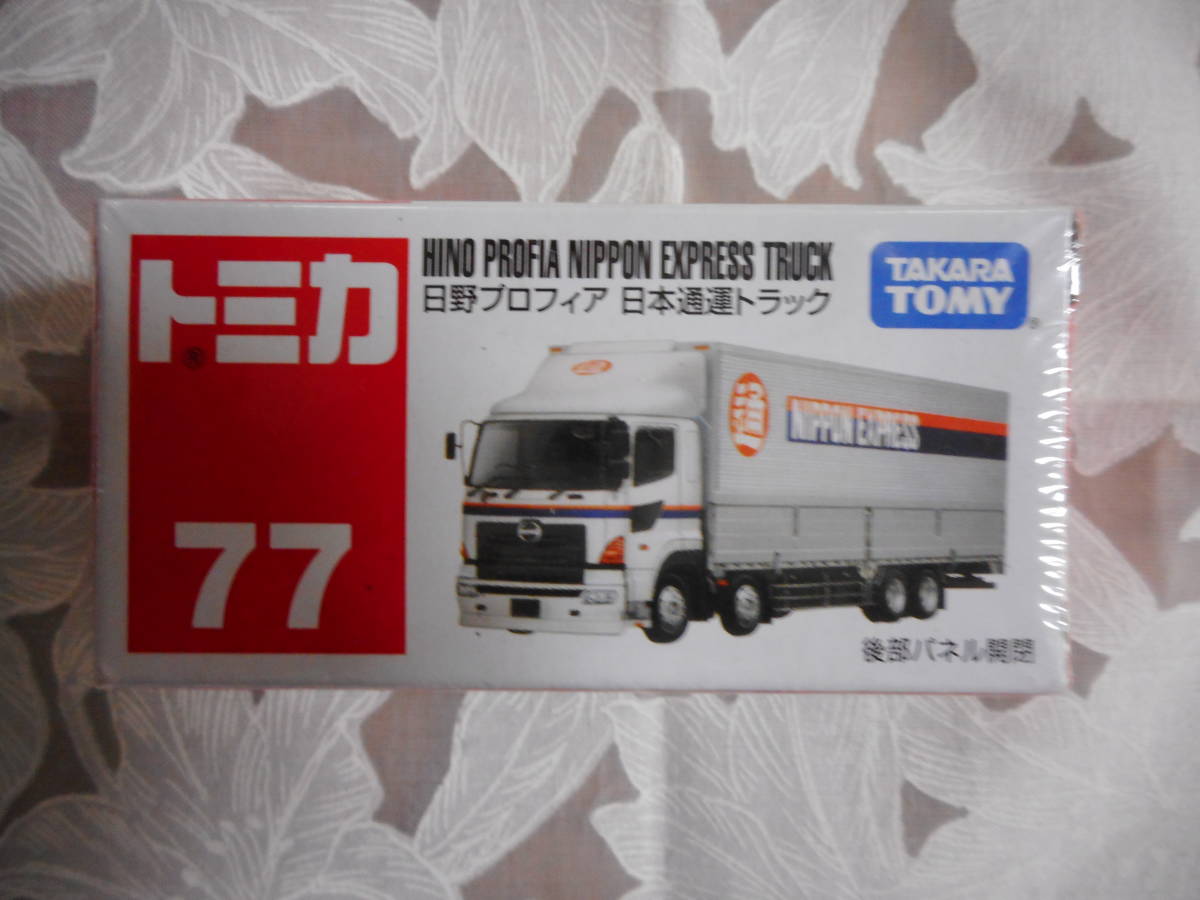 トミカ®
77
HINO PROFIA NIPPON EXPRESS TRUCK
日野プロフィア 日本通運トラック
TAKARA
TOMY®
通
NIPPON EXPRESS
後部パネル開閉